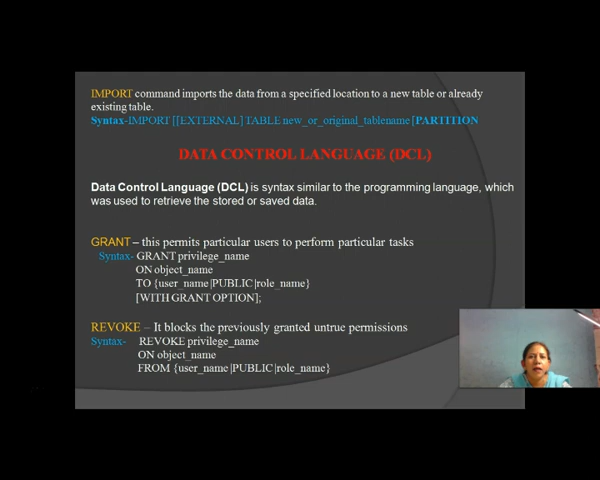 IMPORT command imports the data from a specified location to a new table or already
existing table.
Syntax-IMPORT [[EXTERNAL] TABLE new_or_original_tablename [PARTITION
DATA CONTROL LANGUAGE (DCL)
Data Control Language (DCL) is syntax similar to the programming language, which
was used to retrieve the stored or saved data.
GRANT – this permits particular users to perform particular tasks
Syntax- GRANT privilege_name
ON object_name
TO {user_name |PUBLIC |role_name}
[WITH GRANT OPTION];
REVOKE – It blocks the previously granted untrue permissions
Syntax- REVOKE privilege_name
ON object_name
FROM {user_name |PUBLIC |role_name}